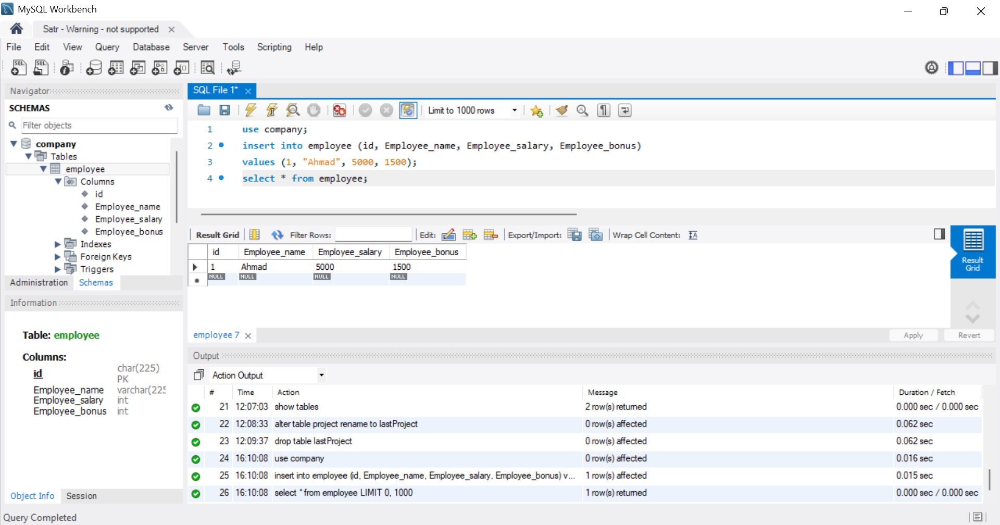 MySQL Workbench
Satr - Warning - not supported
File Edit View Query Database Server Tools Scripting Help
Navigator
SCHEMAS
Filter objects
company
Tables
employee
Columns
id
Employee_name
Employee_salary
Employee_bonus
Indexes
Foreign Keys
Triggers
Administration Schemas
Information
Table: employee
Columns:
id char(225) PK
Employee_name varchar(225
Employee_salary int
Employee_bonus int
Object Info Session
SQL File 1*
Limit to 1000 rows
1 use company;
2 insert into employee (id, Employee_name, Employee_salary, Employee_bonus)
3 values (1, "Ahmad", 5000, 1500);
4 select * from employee;
Result Grid Filter Rows: Edit: Export/Import: Wrap Cell Content:
id Employee_name Employee_salary Employee_bonus
1 Ahmad 5000 1500
NULL NULL NULL NULL
Result Grid
employee 7
Apply Revert
Output
Action Output
# Time Action Message Duration / Fetch
21 12:07:03 show tables 2 row(s) returned 0.000 sec / 0.000 sec
22 12:08:33 alter table project rename to lastProject 0 row(s) affected 0.062 sec
23 12:09:37 drop table lastProject 0 row(s) affected 0.062 sec
24 16:10:08 use company 0 row(s) affected 0.016 sec
25 16:10:08 insert into employee (id, Employee_name, Employee_salary, Employee_bonus) v... 1 row(s) affected 0.015 sec
26 16:10:08 select * from employee LIMIT 0, 1000 1 row(s) returned 0.000 sec / 0.000 sec
Query Completed